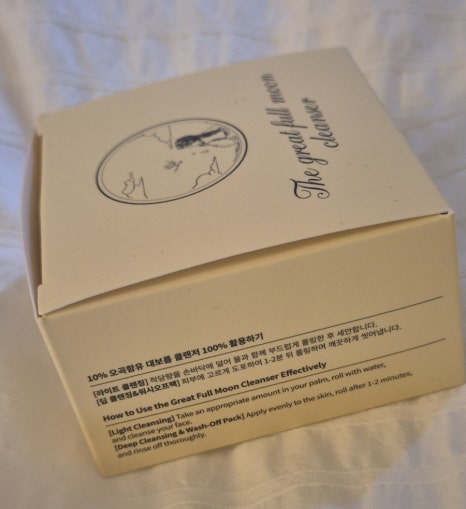 The great full moon
cleanser
10% 오곡함유 대보름 클렌저 100% 활용하기
[라이트 클렌징] 적당량을 손바닥에 덜어 물과 함께 부드럽게 롤링한 후 세안합니다.
[딥 클렌징&워시오프팩] 피부에 고르게 도포하여 1-2분 뒤 롤링하며 깨끗하게 씻어냅니다.
How to Use the Great Full Moon Cleanser Effectively
[Light Cleansing] Take an appropriate amount in your palm, roll with water,
and cleanse your face.
[Deep Cleansing & Wash-Off Pack] Apply evenly to the skin, roll after 1-2 minutes,
and rinse off thoroughly.